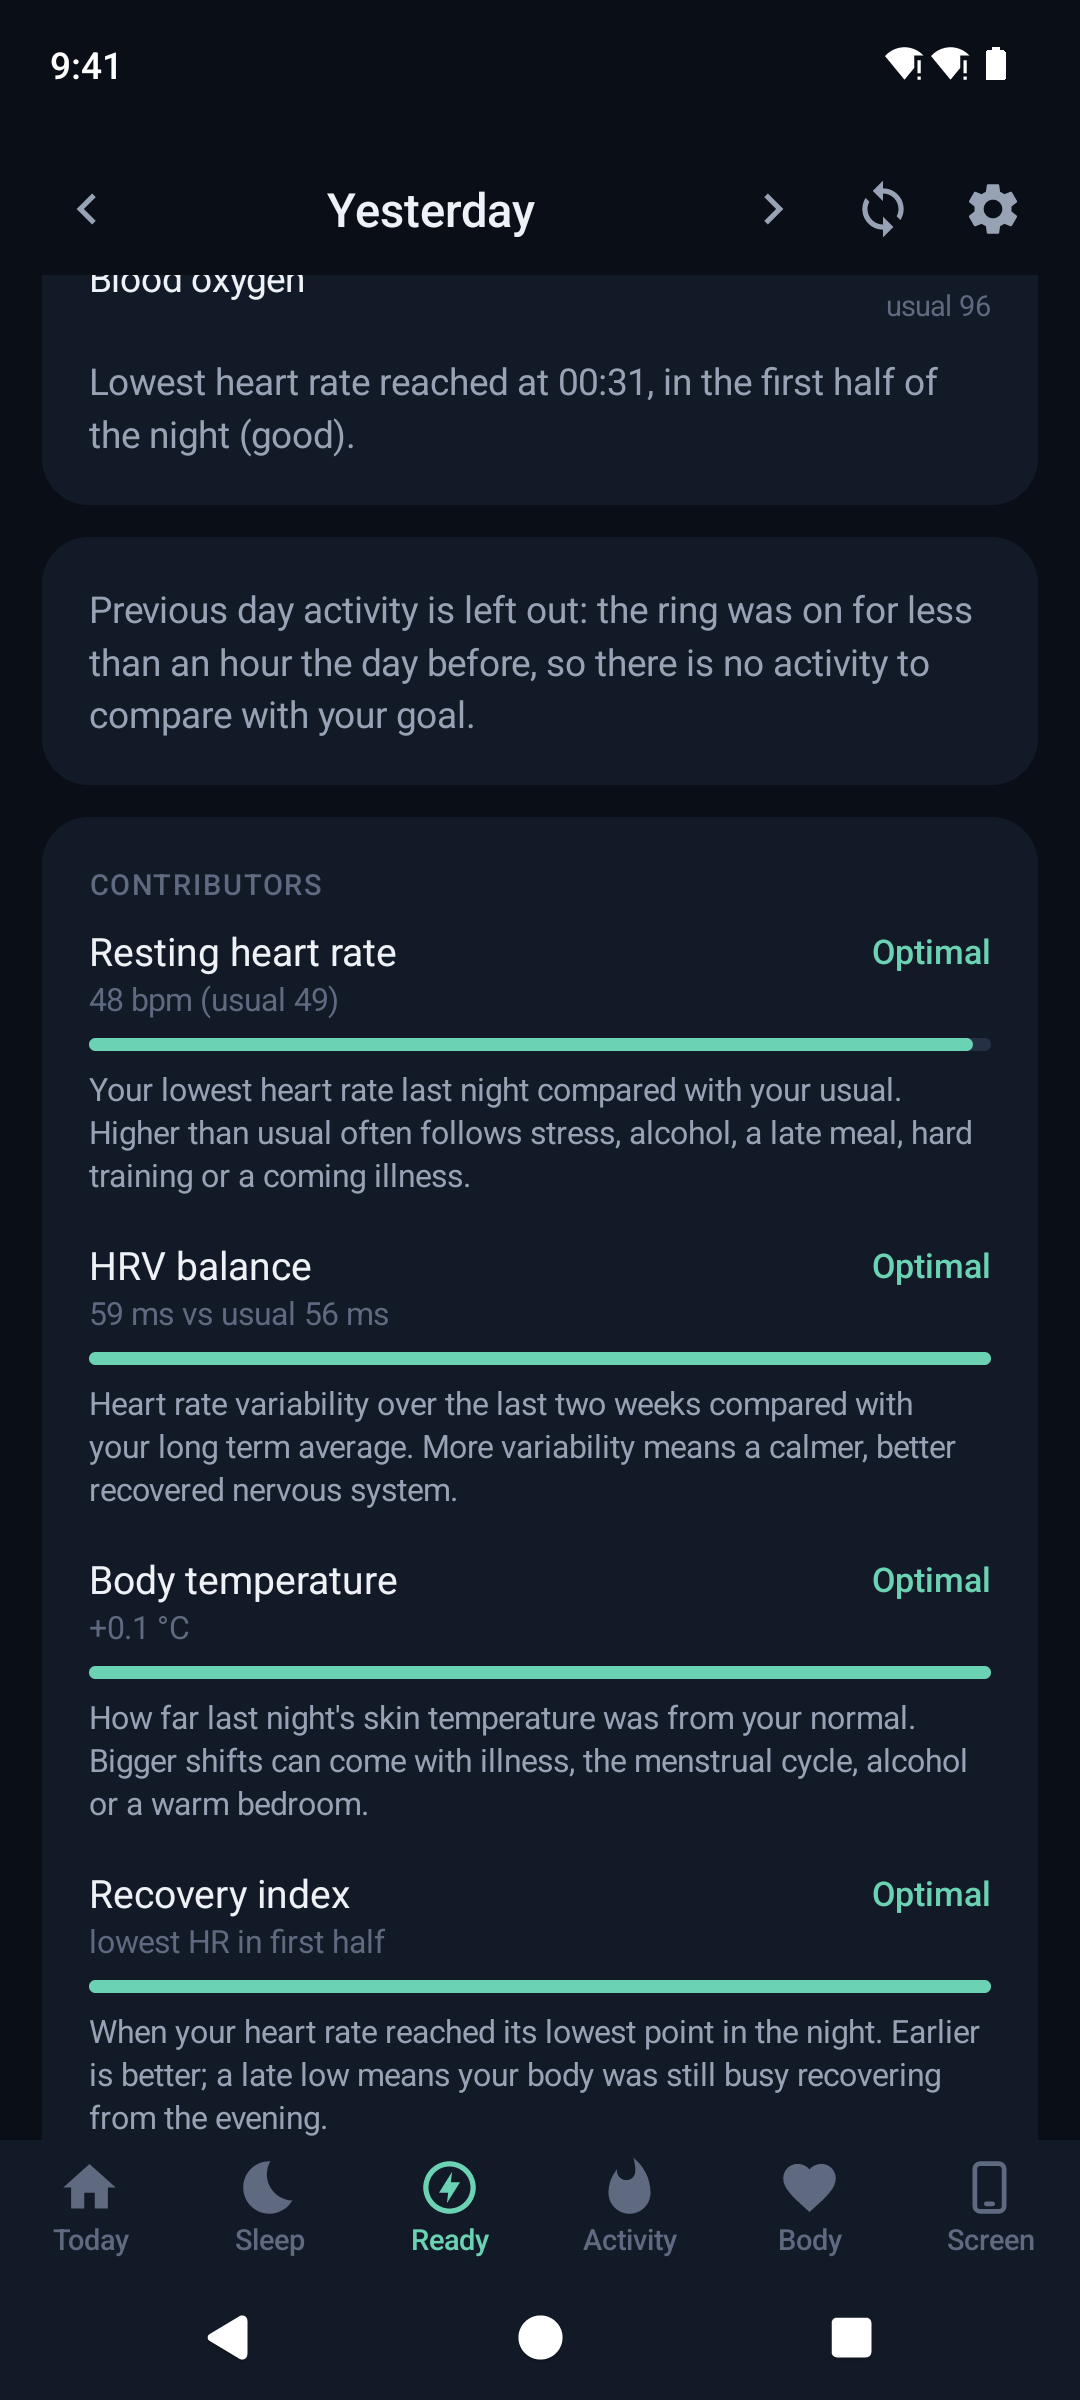 9:41
Yesterday
Blood oxygen
usual 96
Lowest heart rate reached at 00:31, in the first half of
the night (good).
Previous day activity is left out: the ring was on for less
than an hour the day before, so there is no activity to
compare with your goal.
CONTRIBUTORS
Resting heart rate
Optimal
48 bpm (usual 49)
Your lowest heart rate last night compared with your usual.
Higher than usual often follows stress, alcohol, a late meal, hard
training or a coming illness.
HRV balance
Optimal
59 ms vs usual 56 ms
Heart rate variability over the last two weeks compared with
your long term average. More variability means a calmer, better
recovered nervous system.
Body temperature
Optimal
+0.1 °C
How far last night's skin temperature was from your normal.
Bigger shifts can come with illness, the menstrual cycle, alcohol
or a warm bedroom.
Recovery index
Optimal
lowest HR in first half
When your heart rate reached its lowest point in the night. Earlier
is better; a late low means your body was still busy recovering
from the evening.
Today
Sleep
Ready
Activity
Body
Screen